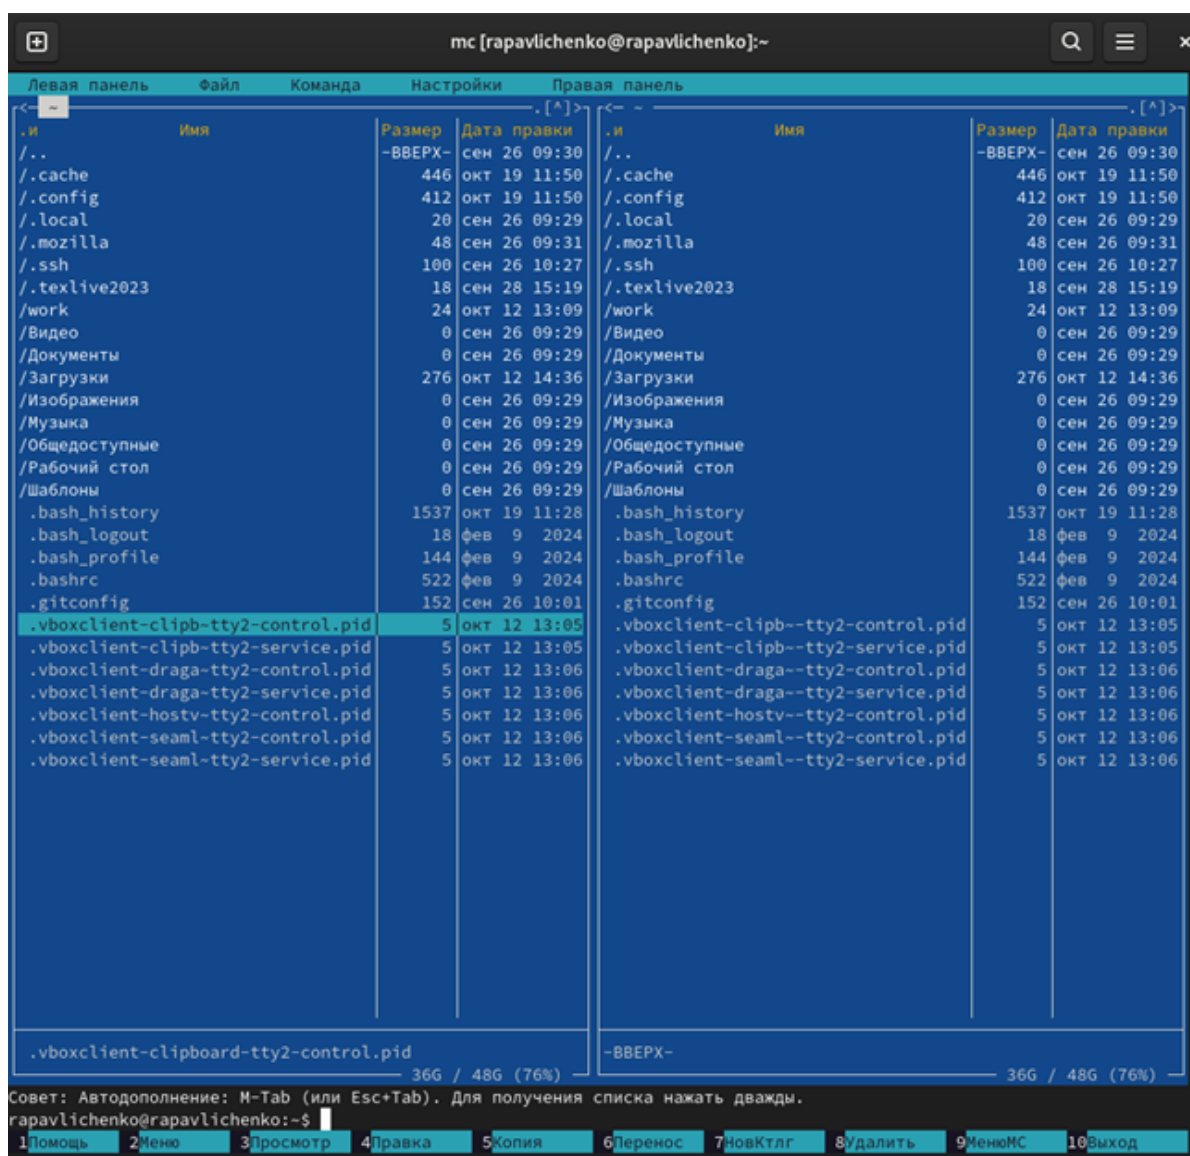 mc [rapavlichenko@rapavlichenko]:~
Левая панель Файл Команда Настройки Правая панель
<- ~ .[^]> <- ~ .[^]>
.и Имя Размер Дата правки .и Имя Размер Дата правки
/.. -ВВЕРХ- сен 26 09:30 /.. -ВВЕРХ- сен 26 09:30
/.cache 446 окт 19 11:50 /.cache 446 окт 19 11:50
/.config 412 окт 19 11:50 /.config 412 окт 19 11:50
/.local 20 сен 26 09:29 /.local 20 сен 26 09:29
/.mozilla 48 сен 26 09:31 /.mozilla 48 сен 26 09:31
/.ssh 100 сен 26 10:27 /.ssh 100 сен 26 10:27
/.texlive2023 18 сен 28 15:19 /.texlive2023 18 сен 28 15:19
/work 24 окт 12 13:09 /work 24 окт 12 13:09
/Видео 0 сен 26 09:29 /Видео 0 сен 26 09:29
/Документы 0 сен 26 09:29 /Документы 0 сен 26 09:29
/Загрузки 276 окт 12 14:36 /Загрузки 276 окт 12 14:36
/Изображения 0 сен 26 09:29 /Изображения 0 сен 26 09:29
/Музыка 0 сен 26 09:29 /Музыка 0 сен 26 09:29
/Общедоступные 0 сен 26 09:29 /Общедоступные 0 сен 26 09:29
/Рабочий стол 0 сен 26 09:29 /Рабочий стол 0 сен 26 09:29
/Шаблоны 0 сен 26 09:29 /Шаблоны 0 сен 26 09:29
.bash_history 1537 окт 19 11:28 .bash_history 1537 окт 19 11:28
.bash_logout 18 фев 9 2024 .bash_logout 18 фев 9 2024
.bash_profile 144 фев 9 2024 .bash_profile 144 фев 9 2024
.bashrc 522 фев 9 2024 .bashrc 522 фев 9 2024
.gitconfig 152 сен 26 10:01 .gitconfig 152 сен 26 10:01
.vboxclient-clipb~tty2-control.pid 5 окт 12 13:05 .vboxclient-clipb~-tty2-control.pid 5 окт 12 13:05
.vboxclient-clipb~tty2-service.pid 5 окт 12 13:05 .vboxclient-clipb~-tty2-service.pid 5 окт 12 13:05
.vboxclient-draga~tty2-control.pid 5 окт 12 13:06 .vboxclient-draga~-tty2-control.pid 5 окт 12 13:06
.vboxclient-draga~tty2-service.pid 5 окт 12 13:06 .vboxclient-draga~-tty2-service.pid 5 окт 12 13:06
.vboxclient-hostv~tty2-control.pid 5 окт 12 13:06 .vboxclient-hostv~-tty2-control.pid 5 окт 12 13:06
.vboxclient-seaml~tty2-control.pid 5 окт 12 13:06 .vboxclient-seaml~-tty2-control.pid 5 окт 12 13:06
.vboxclient-seaml~tty2-service.pid 5 окт 12 13:06 .vboxclient-seaml~-tty2-service.pid 5 окт 12 13:06
.vboxclient-clipboard-tty2-control.pid -ВВЕРХ-
36G / 48G (76%) 36G / 48G (76%)
Совет: Автодополнение: M-Tab (или Esc+Tab). Для получения списка нажать дважды.
rapavlichenko@rapavlichenko:~$
1Помощь 2Меню 3Просмотр 4Правка 5Копия 6Перенос 7НовКтлг 8Удалить 9МенюМС 10Выход